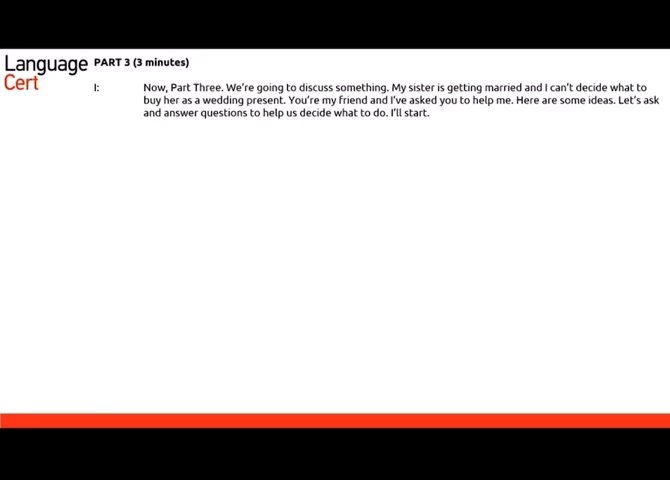 Language
Cert
PART 3 (3 minutes)
I: Now, Part Three. We're going to discuss something. My sister is getting married and I can't decide what to
buy her as a wedding present. You're my friend and I've asked you to help me. Here are some ideas. Let's ask
and answer questions to help us decide what to do. I'll start.